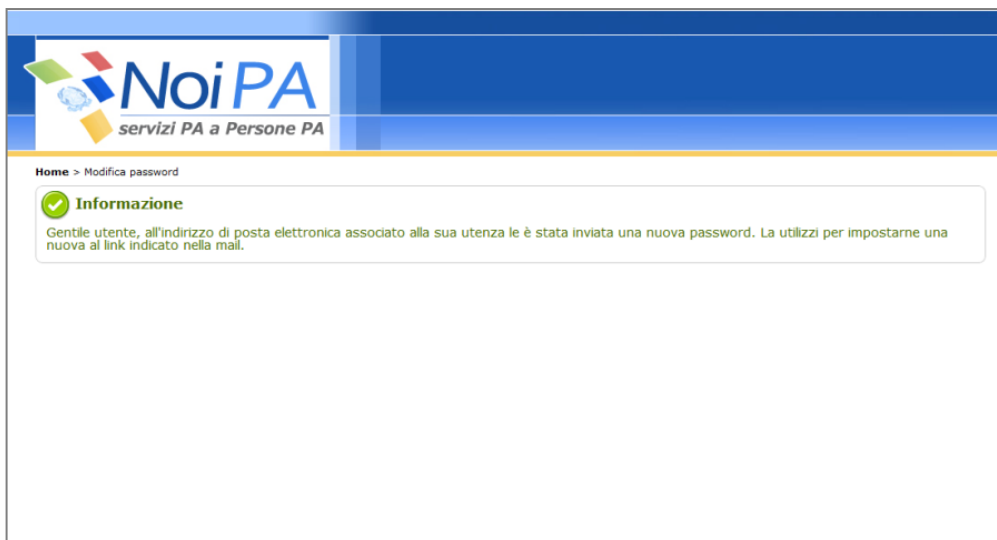 NoiPA
servizi PA a Persone PA
Home > Modifica password
Informazione
Gentile utente, all'indirizzo di posta elettronica associato alla sua utenza le è stata inviata una nuova password. La utilizzi per impostarne una
nuova al link indicato nella mail.